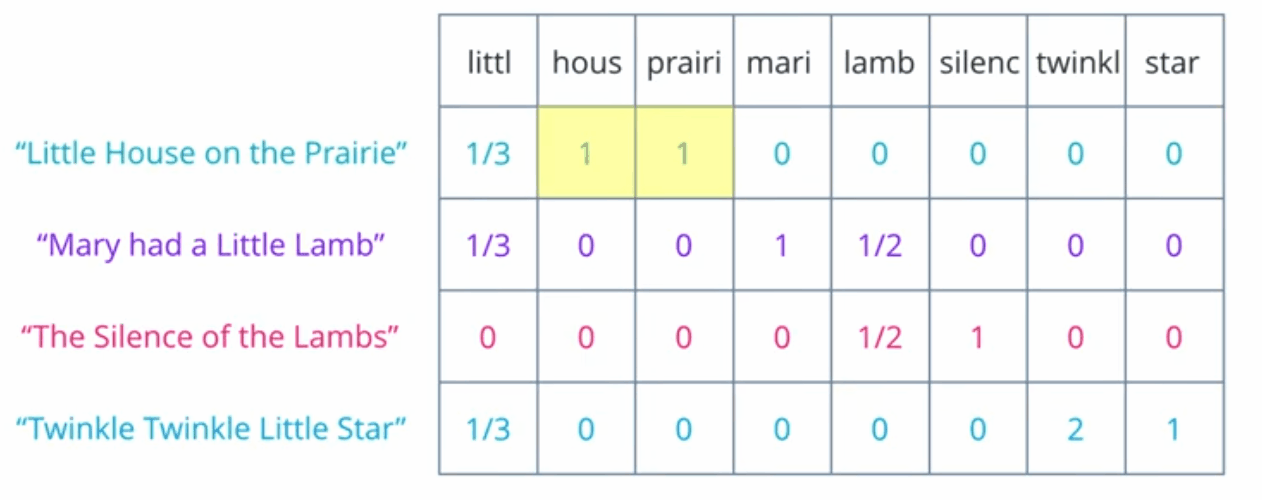 littl hous prairi mari lamb silenc twinkl star
“Little House on the Prairie” 1/3 1 1 0 0 0 0 0
“Mary had a Little Lamb” 1/3 0 0 1 1/2 0 0 0
“The Silence of the Lambs” 0 0 0 0 1/2 1 0 0
“Twinkle Twinkle Little Star” 1/3 0 0 0 0 0 2 1